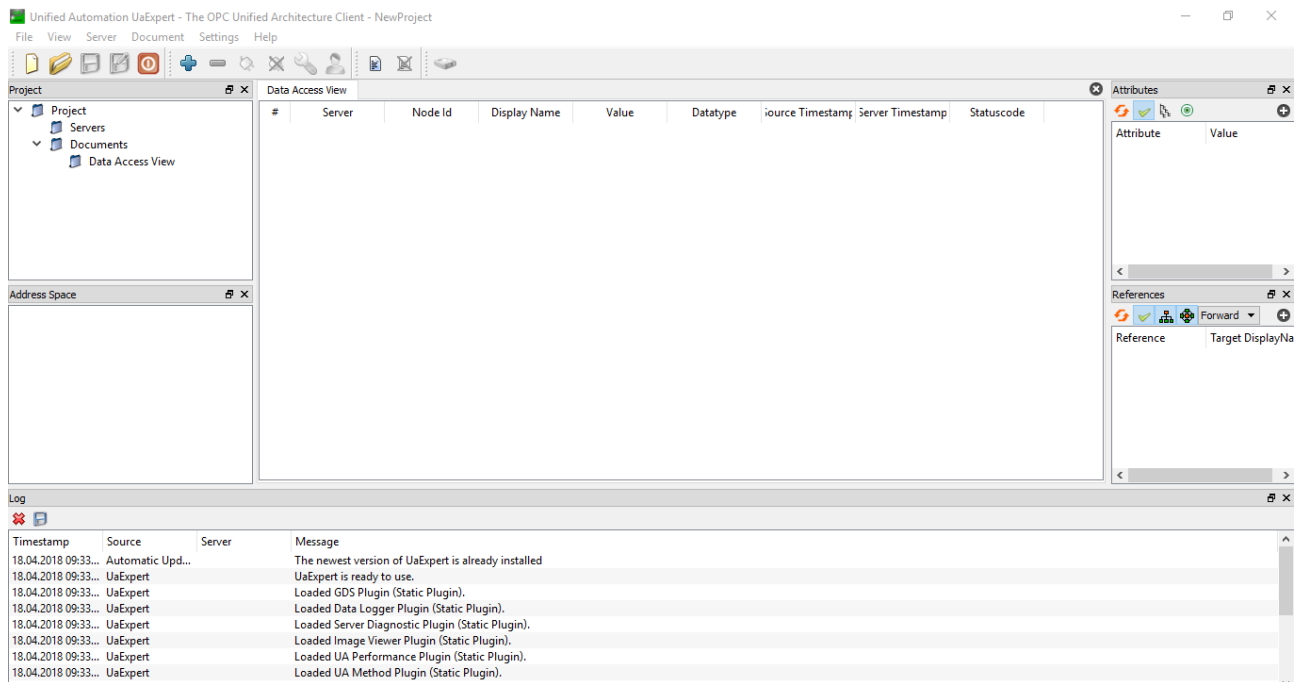 Unified Automation UaExpert - The OPC Unified Architecture Client - NewProject
File View Server Document Settings Help
Project
Project
Servers
Documents
Data Access View
Address Space
Data Access View
# Server Node Id Display Name Value Datatype ource Timestamp Server Timestamp Statuscode
Attributes
Attribute Value
References
Forward
Reference Target DisplayNa
Log
Timestamp Source Server Message
18.04.2018 09:33... Automatic Upd... The newest version of UaExpert is already installed
18.04.2018 09:33... UaExpert UaExpert is ready to use.
18.04.2018 09:33... UaExpert Loaded GDS Plugin (Static Plugin).
18.04.2018 09:33... UaExpert Loaded Data Logger Plugin (Static Plugin).
18.04.2018 09:33... UaExpert Loaded Server Diagnostic Plugin (Static Plugin).
18.04.2018 09:33... UaExpert Loaded Image Viewer Plugin (Static Plugin).
18.04.2018 09:33... UaExpert Loaded UA Performance Plugin (Static Plugin).
18.04.2018 09:33... UaExpert Loaded UA Method Plugin (Static Plugin).